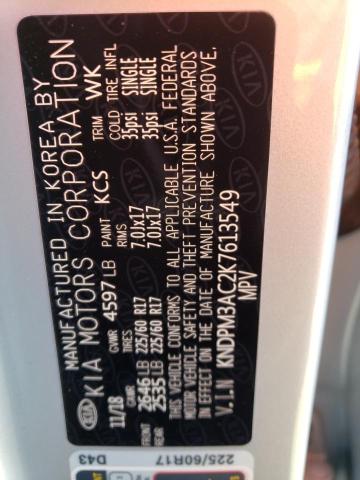 MANUFACTURED IN KOREA BY
KIA KIA MOTORS CORPORATION
11/18 GVWR 4597 LB PAINT KCS TRIM WK
GAWR TIRES RIMS COLD TIRE INFL
FRONT 2646 LB 225/60 R17 7.0JX17 35psi SINGLE
REAR 2535 LB 225/60 R17 7.0JX17 35psi SINGLE
THIS VEHICLE CONFORMS TO ALL APPLICABLE U.S.A. FEDERAL
MOTOR VEHICLE SAFETY AND THEFT PREVENTION STANDARDS
IN EFFECT ON THE DATE OF MANUFACTURE SHOWN ABOVE.
V.I.N KNDPM3AC2K7613549
MPV
D43
225/60R17